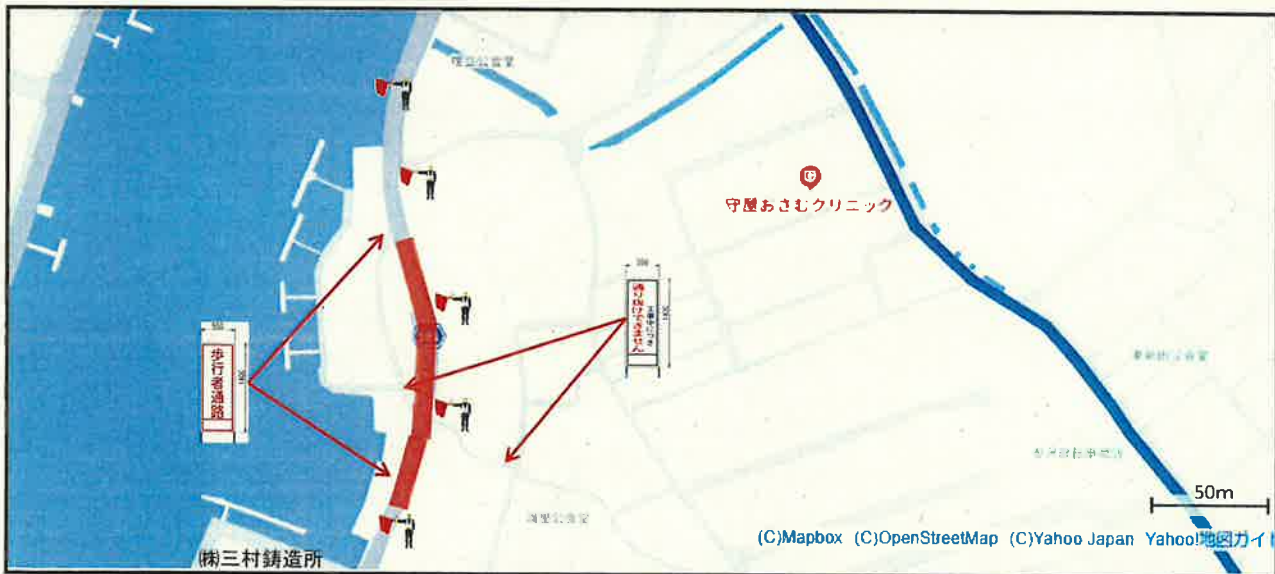 守屋おさむクリニック
工事中につき
通り抜けできません
歩行者通路
50m
(株)三村鋳造所
(C)Mapbox (C)OpenStreetMap (C)Yahoo Japan Yahoo!地図ガイ